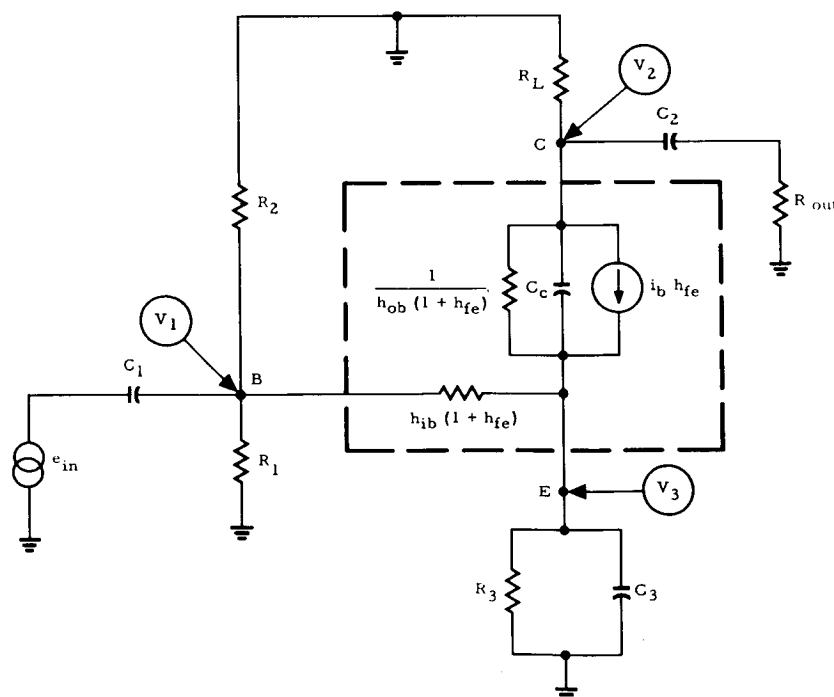 R_L
V_2
C_2
C
R_2
R_out
1
h_ob (1 + h_fe)
C_c
i_b h_fe
V_1
C_1
B
h_ib (1 + h_fe)
e_in
R_1
E
V_3
R_3
C_3